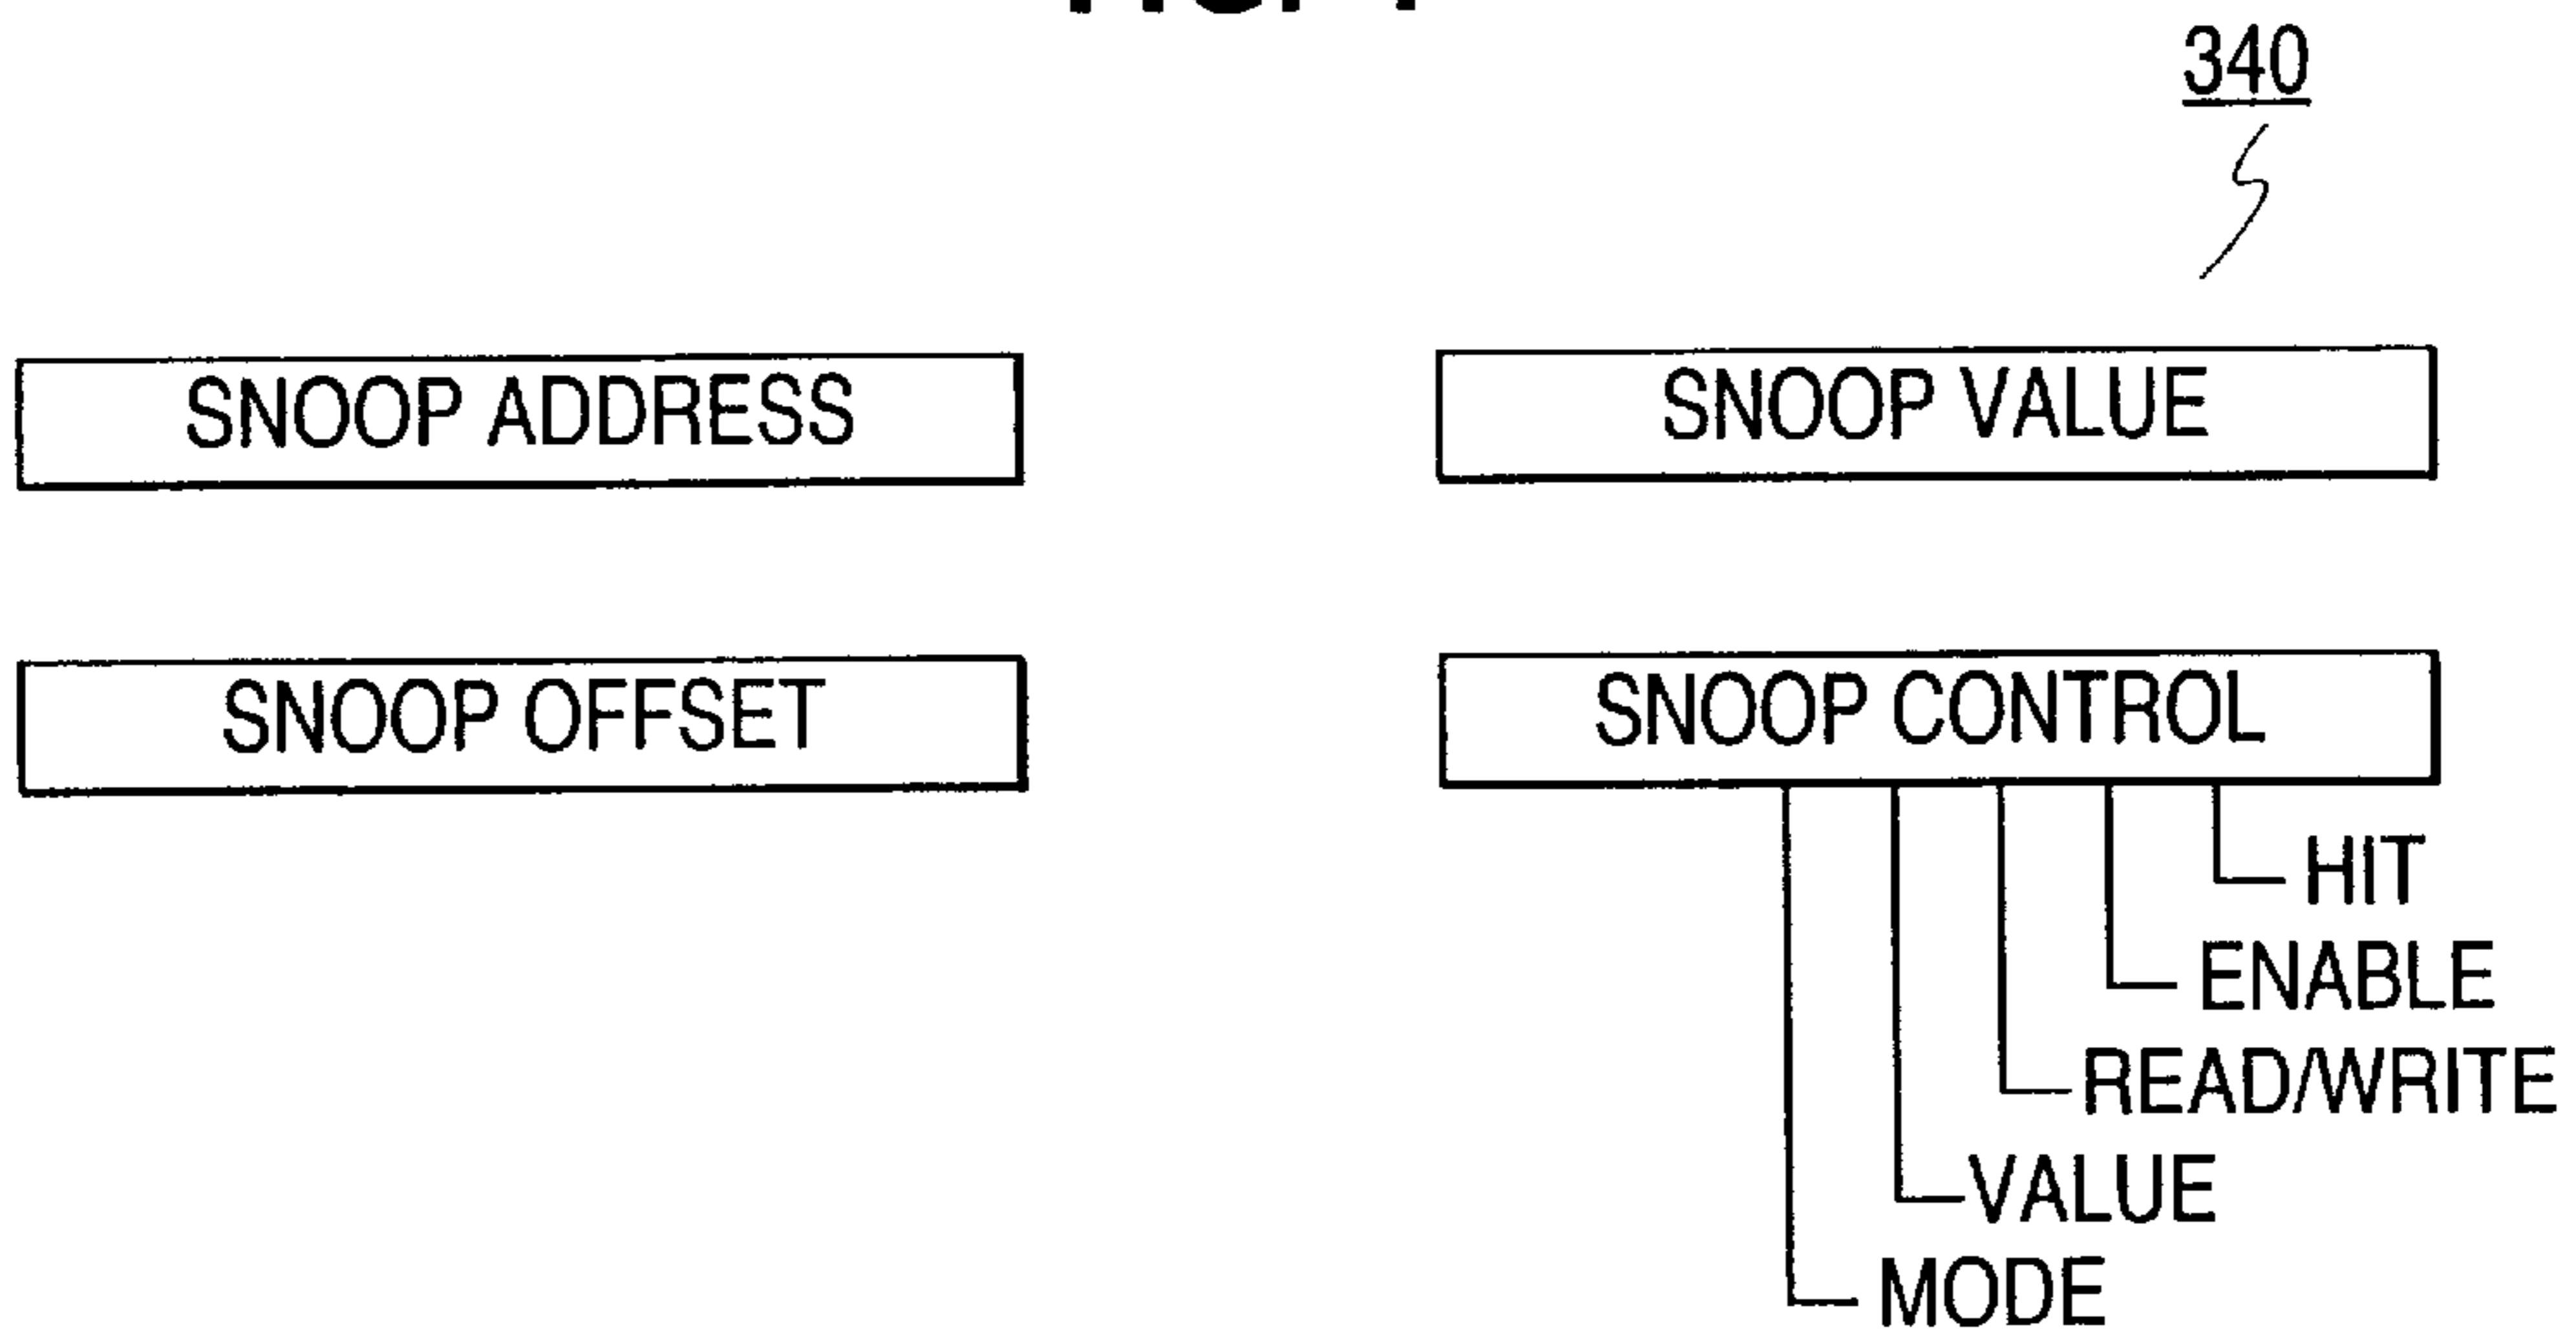 340
SNOOP ADDRESS
SNOOP VALUE
SNOOP OFFSET
SNOOP CONTROL
HIT
ENABLE
READ/WRITE
VALUE
MODE